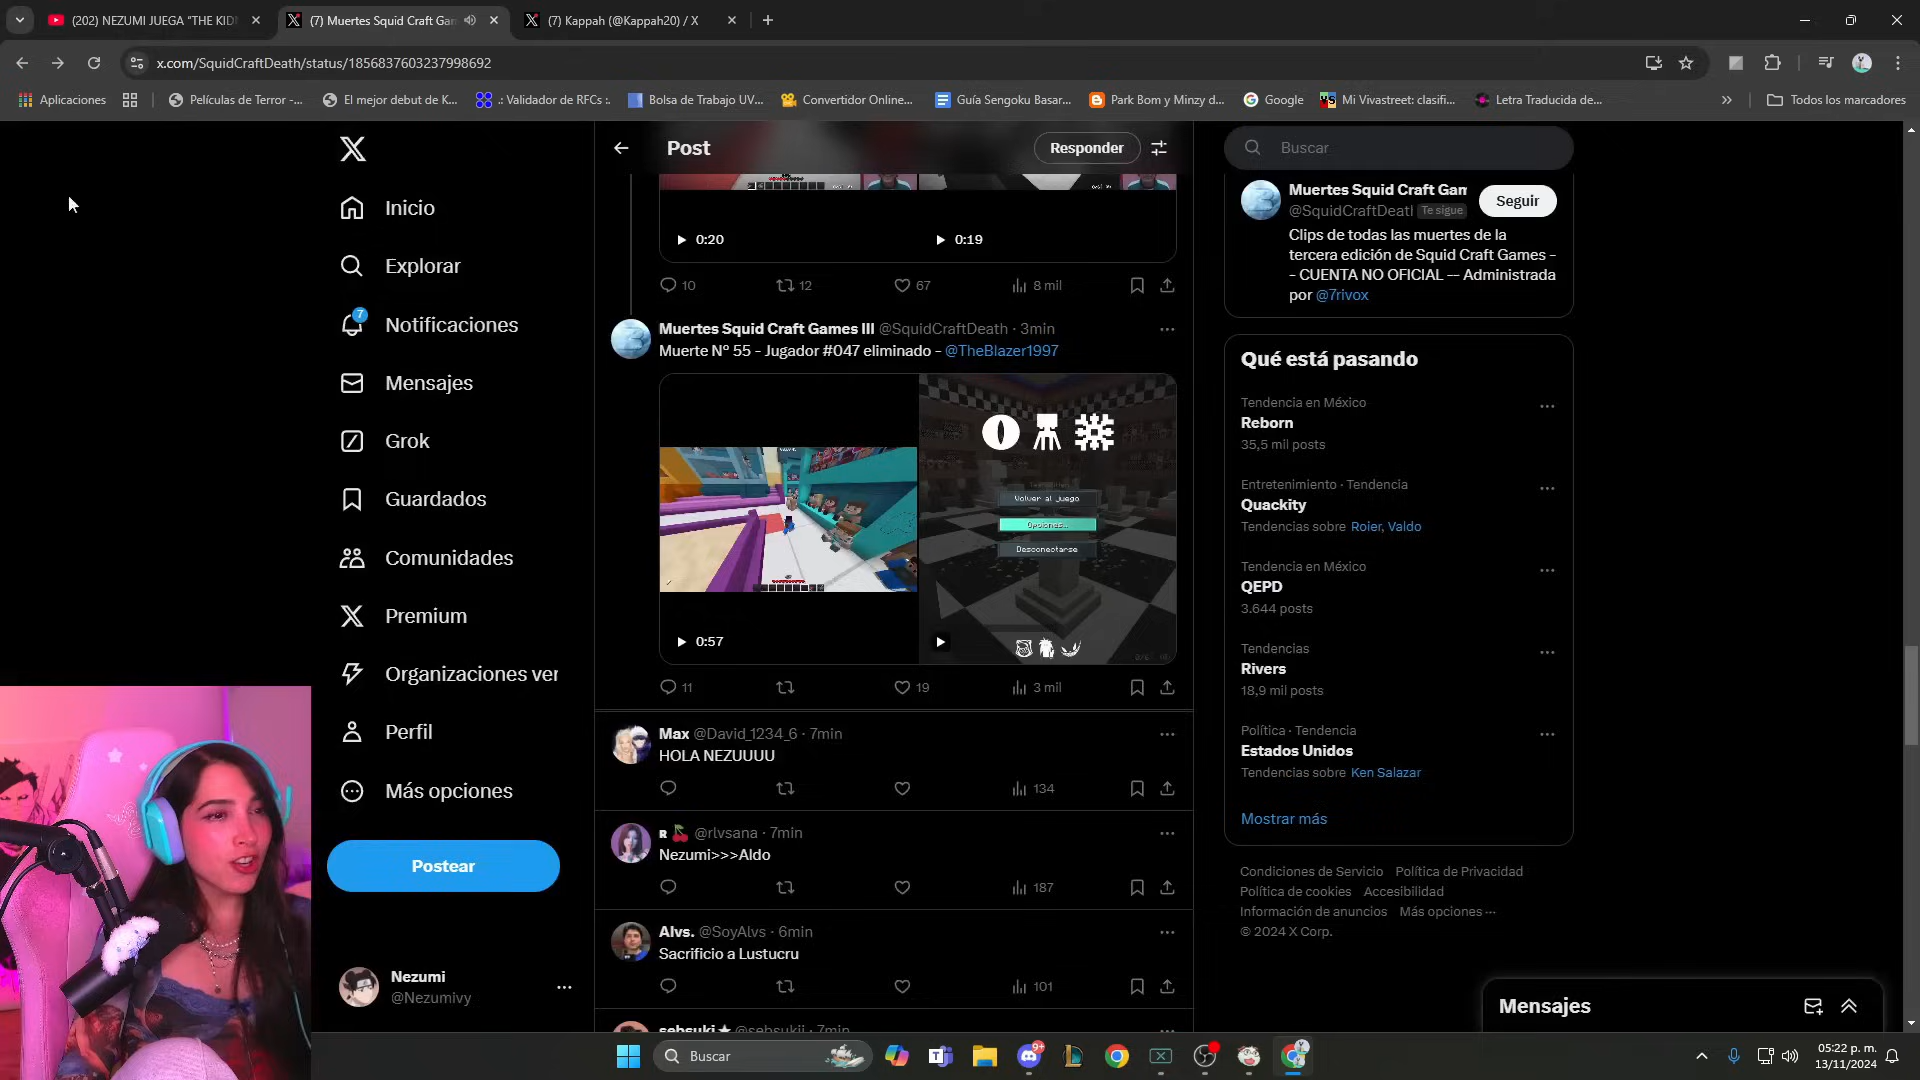 (202) NEZUMI JUEGA "THE KID
(7) Muertes Squid Craft Gam
(7) Kappah (@Kappah20) / X
x.com/SquidCraftDeath/status/1856837603237998692
Aplicaciones
Películas de Terror -...
El mejor debut de K...
.: Validador de RFCs :.
Bolsa de Trabajo UV...
Convertidor Online...
Guía Sengoku Basar...
Park Bom y Minzy d...
Google
Mi Vivastreet: clasifi...
Letra Traducida de...
Todos los marcadores
Inicio
Explorar
7
Notificaciones
Mensajes
Grok
Guardados
Comunidades
Premium
Organizaciones ver
Perfil
Más opciones
Postear
Nezumi
@Nezumivy
Post
Responder
0:20
0:19
10
12
67
8 mil
Muertes Squid Craft Games III @SquidCraftDeath · 3min
Muerte N° 55 - Jugador #047 eliminado - @TheBlazer1997
Volver al juego
Opciones...
Desconectarse
0:57
11
19
3 mil
Max @David_1234_6 · 7min
HOLA NEZUUUU
134
R @rlvsana · 7min
Nezumi>>>Aldo
187
Alvs. @SoyAlvs · 6min
Sacrificio a Lustucru
101
sebsuki★ @sebsukii · 7min
Buscar
Muertes Squid Craft Gam
@SquidCraftDeatl Te sigue
Seguir
Clips de todas las muertes de la
tercera edición de Squid Craft Games -
- CUENTA NO OFICIAL -- Administrada
por @7rivox
Qué está pasando
Tendencia en México
Reborn
35,5 mil posts
Entretenimiento · Tendencia
Quackity
Tendencias sobre Roier, Valdo
Tendencia en México
QEPD
3.644 posts
Tendencias
Rivers
18,9 mil posts
Política · Tendencia
Estados Unidos
Tendencias sobre Ken Salazar
Mostrar más
Condiciones de Servicio Política de Privacidad
Política de cookies Accesibilidad
Información de anuncios Más opciones ···
© 2024 X Corp.
Mensajes
Buscar
9+
05:22 p. m.
13/11/2024